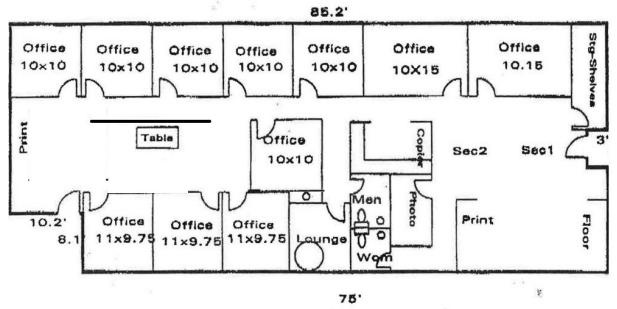 85.2'
Office
10x10
Office
10x10
Office
10x10
Office
10x10
Office
10x10
Office
10X15
Office
10.15
Stg-Shelves
Print
Table
Office
10x10
Copier
Sec2
Sec1
3'
10.2'
8.1'
Office
11x9.75
Office
11x9.75
Office
11x9.75
Lounge
Men
Wom
Photo
Print
Floor
75'